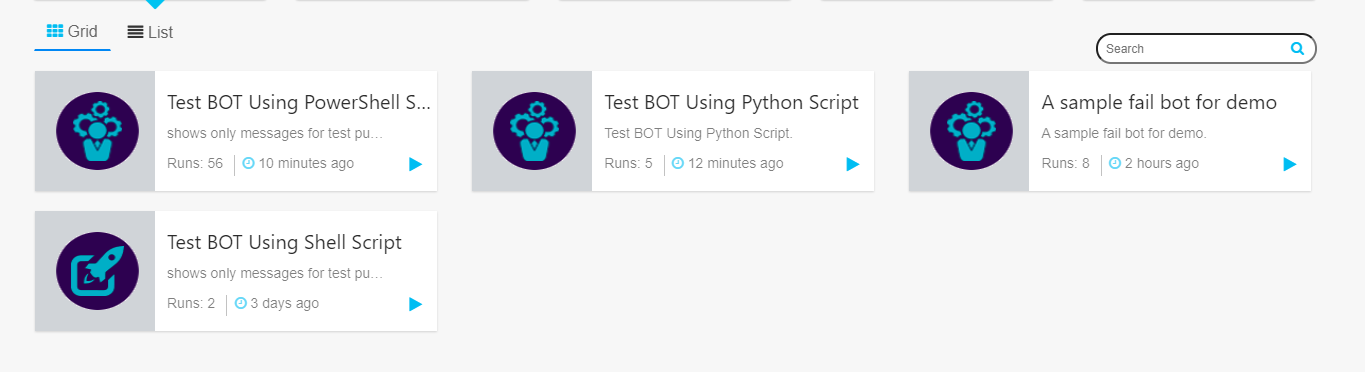 Grid List
Search
Test BOT Using PowerShell S...
shows only messages for test pu...
Runs: 56 10 minutes ago
Test BOT Using Python Script
Test BOT Using Python Script.
Runs: 5 12 minutes ago
A sample fail bot for demo
A sample fail bot for demo.
Runs: 8 2 hours ago
Test BOT Using Shell Script
shows only messages for test pu...
Runs: 2 3 days ago